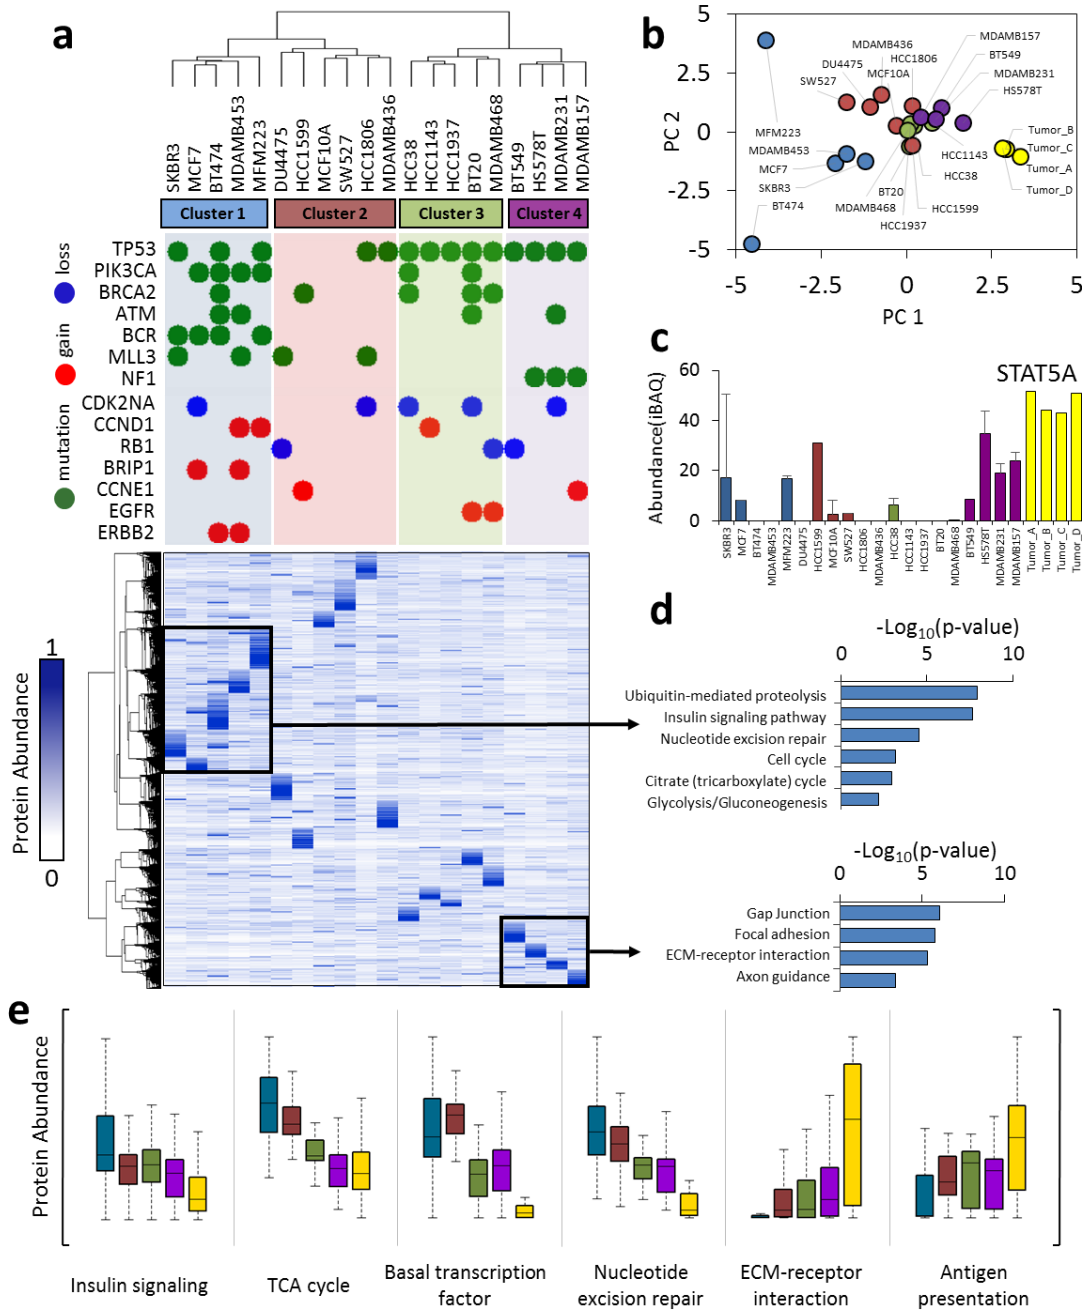 a
SKBR3
MCF7
BT474
MDAMB453
MFM223
DU4475
HCC1599
MCF10A
SW527
HCC1806
MDAMB436
HCC38
HCC1143
HCC1937
BT20
MDAMB468
BT549
HS578T
MDAMB231
MDAMB157
Cluster 1
Cluster 2
Cluster 3
Cluster 4
TP53
PIK3CA
BRCA2
ATM
BCR
MLL3
NF1
CDK2NA
CCND1
RB1
BRIP1
CCNE1
EGFR
ERBB2
loss
gain
mutation
Protein Abundance
1
0
b
PC 2
5
2.5
0
-2.5
-5
-5
-2.5
0
2.5
5
PC 1
MDAMB157
MDAMB436
BT549
HCC1806
DU4475
MCF10A
MDAMB231
SW527
HS578T
MFM223
Tumor_B
MDAMB453
Tumor_C
HCC1143
MCF7
Tumor_A
HCC38
SKBR3
BT20
Tumor_D
BT474
MDAMB468
HCC1599
HCC1937
c
STAT5A
Abundance(iBAQ)
60
40
20
0
SKBR3
MCF7
BT474
MDAMB453
MFM223
DU4475
HCC1599
MCF10A
SW527
HCC1806
MDAMB436
HCC38
HCC1143
HCC1937
BT20
MDAMB468
BT549
HS578T
MDAMB231
MDAMB157
Tumor_A
Tumor_B
Tumor_C
Tumor_D
d
-Log10(p-value)
0 5 10
Ubiquitin-mediated proteolysis
Insulin signaling pathway
Nucleotide excision repair
Cell cycle
Citrate (tricarboxylate) cycle
Glycolysis/Gluconeogenesis
-Log10(p-value)
0 5 10
Gap Junction
Focal adhesion
ECM-receptor interaction
Axon guidance
e
Protein Abundance
Insulin signaling
TCA cycle
Basal transcription
factor
Nucleotide
excision repair
ECM-receptor
interaction
Antigen
presentation